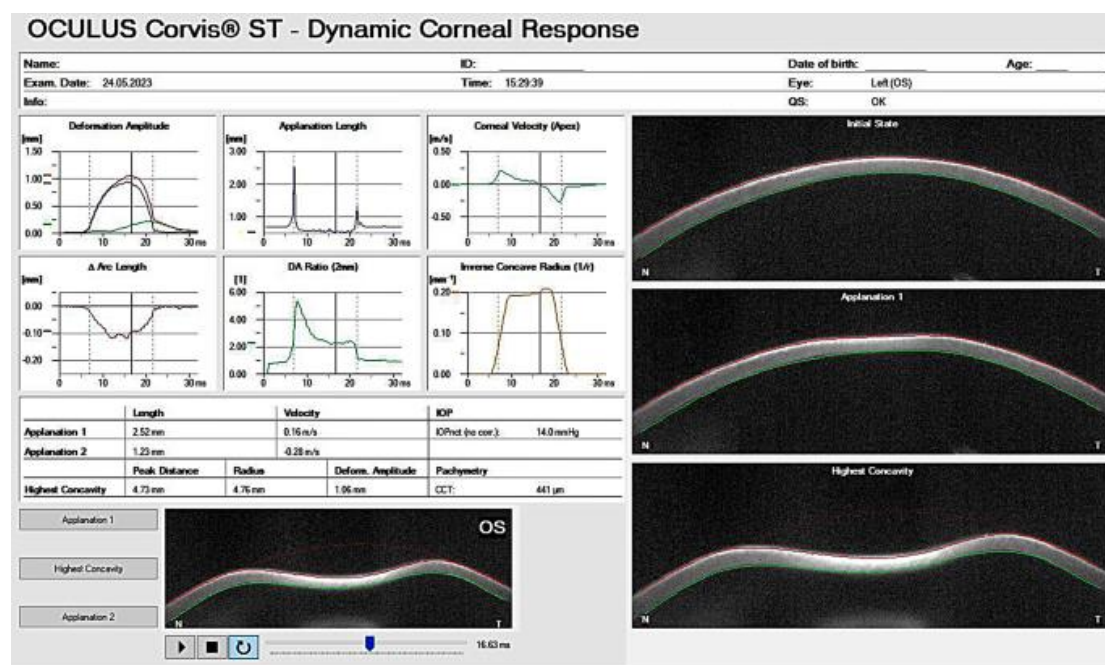 OCULUS Corvis® ST - Dynamic Corneal Response
Name: ID: Date of birth: Age:
Exam. Date: 24.05.2023 Time: 15:29:39 Eye: Left (OS)
Info: QS: OK
Deformation Amplitude Applanation Length Corneal Velocity (Apex) Initial State
[mm] [mm] [m/s]
1.50 3.00 0.50
1.00 2.00 0.00
0.50 1.00 -0.50
0.00
0 10 20 30 ms 0 10 20 30 ms 0 10 20 30 ms
N T
Δ Arc Length DA Ratio (2mm) Inverse Concave Radius (1/r)
[mm] [1] [mm⁻¹]
0.00 6.00 0.20
-0.10 4.00 0.10
-0.20 2.00 0.00
0.00
0 10 20 30 ms 0 10 20 30 ms 0 10 20 30 ms
Applanation 1
N T
Length Velocity IOP
Applanation 1 2.52 mm 0.16 m/s IOPnct (no corr.): 14.0 mmHg
Applanation 2 1.23 mm -0.28 m/s
Peak Distance Radius Deform. Amplitude Pachymetry
Highest Concavity 4.73 mm 4.76 mm 1.06 mm CCT: 441 µm
Highest Concavity
N T
Applanation 1
Highest Concavity
Applanation 2
OS
N T
16.63 ms